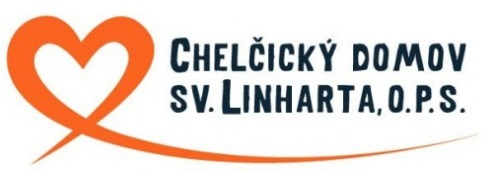 CHELČICKÝ DOMOV
SV. LINHARTA, O.P.S.